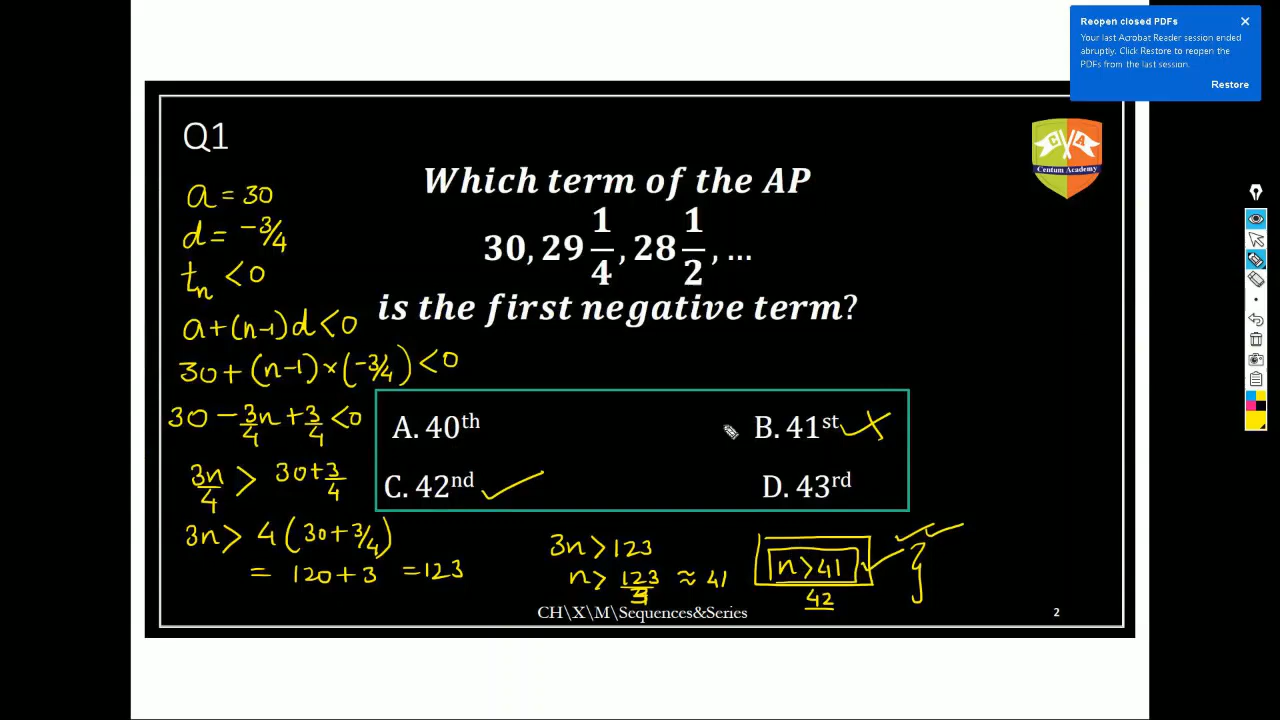 Reopen closed PDFs
Your last Acrobat Reader session ended
abruptly. Click Restore to reopen the
PDFs from the last session.
Restore
Q1
Which term of the AP
30, 29 1/4, 28 1/2, ...
is the first negative term?
a = 30
d = -3/4
tn < 0
a + (n-1) d < 0
30 + (n-1) × (-3/4) < 0
30 - 3n/4 + 3/4 < 0
3n/4 > 30 + 3/4
3n > 4 (30 + 3/4)
= 120 + 3 = 123
A. 40th
B. 41st
C. 42nd
D. 43rd
3n > 123
n > 123/3 ≈ 41
n > 41
42
CH\X\M\Sequences&Series
2
C A
Centum Academy